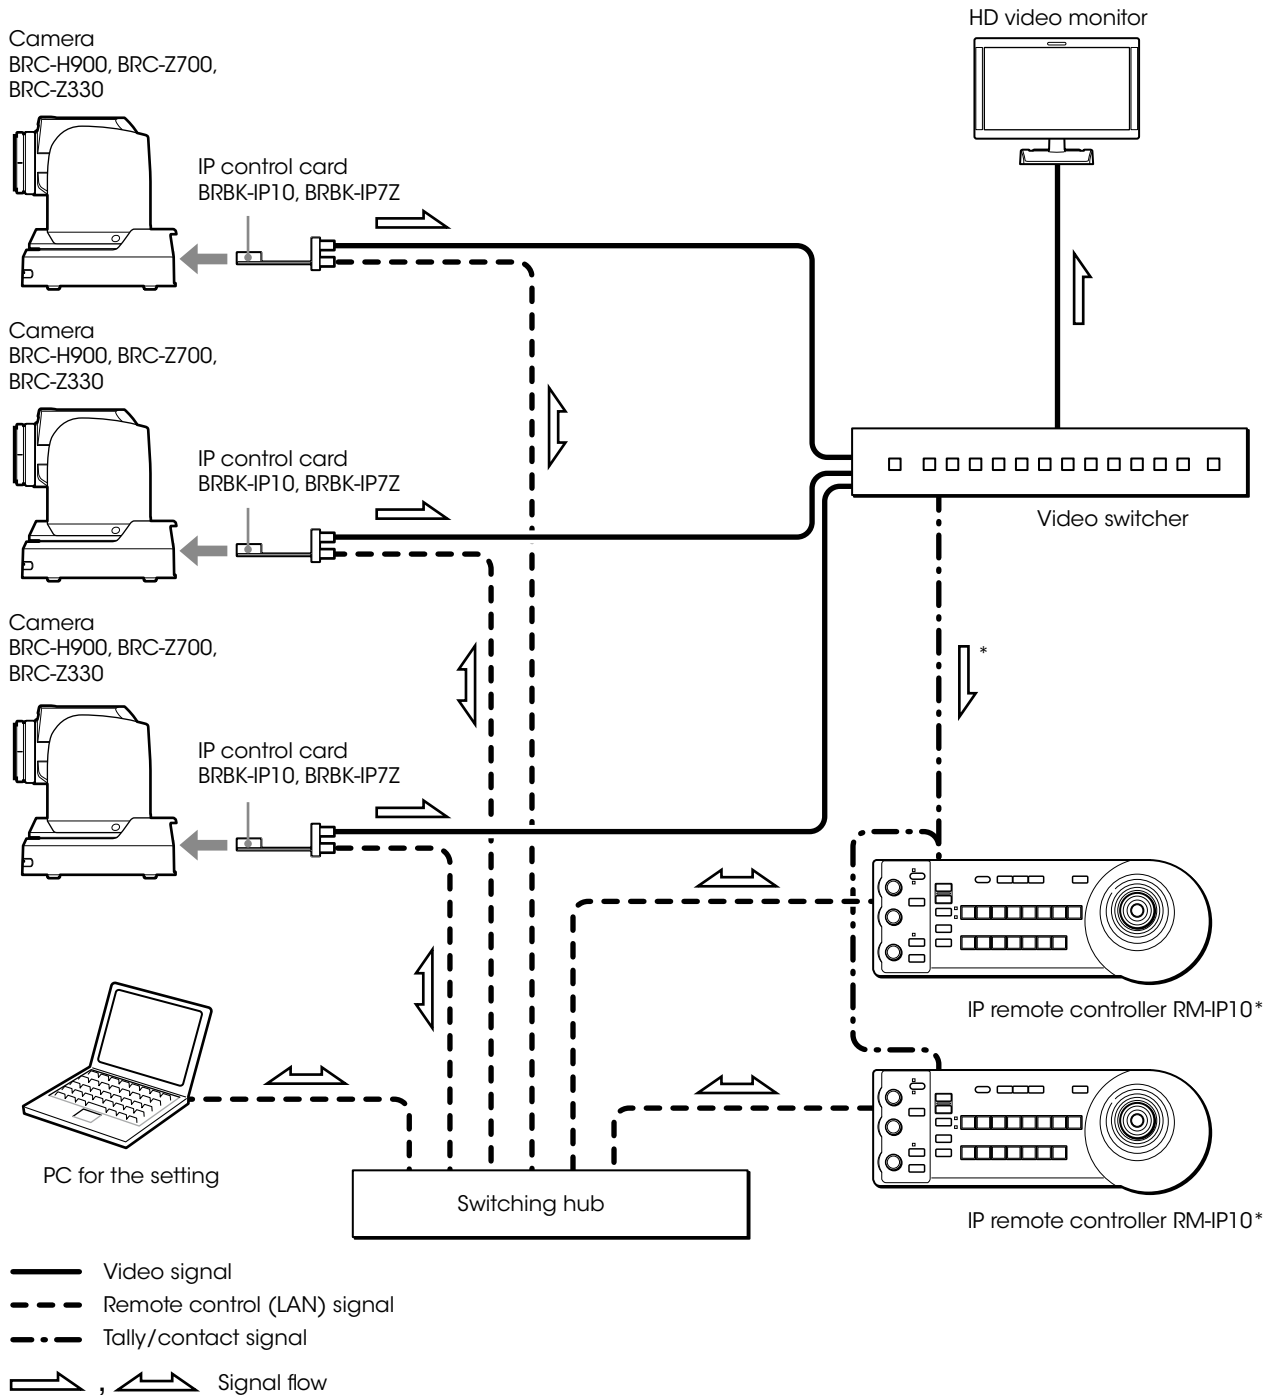 HD video monitor
Camera
BRC-H900, BRC-Z700,
BRC-Z330
IP control card
BRBK-IP10, BRBK-IP7Z
Camera
BRC-H900, BRC-Z700,
BRC-Z330
IP control card
BRBK-IP10, BRBK-IP7Z
Video switcher
Camera
BRC-H900, BRC-Z700,
BRC-Z330
*
IP control card
BRBK-IP10, BRBK-IP7Z
IP remote controller RM-IP10*
PC for the setting
Switching hub
IP remote controller RM-IP10*
Video signal
Remote control (LAN) signal
Tally/contact signal
, Signal flow